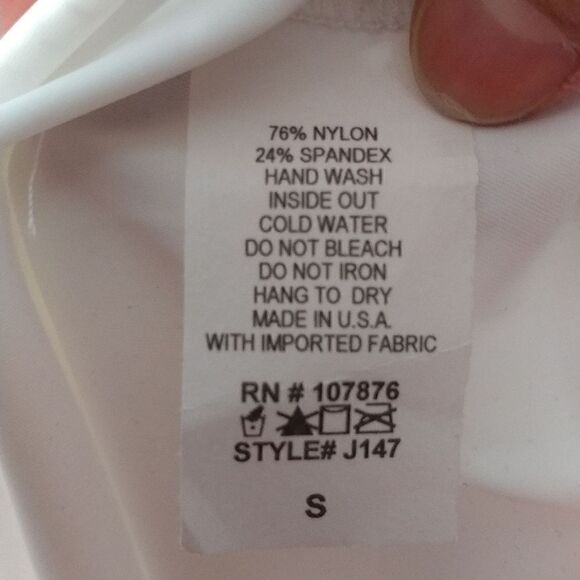 76% NYLON
24% SPANDEX
HAND WASH
INSIDE OUT
COLD WATER
DO NOT BLEACH
DO NOT IRON
HANG TO DRY
MADE IN U.S.A.
WITH IMPORTED FABRIC
RN # 107876
STYLE# J147
S